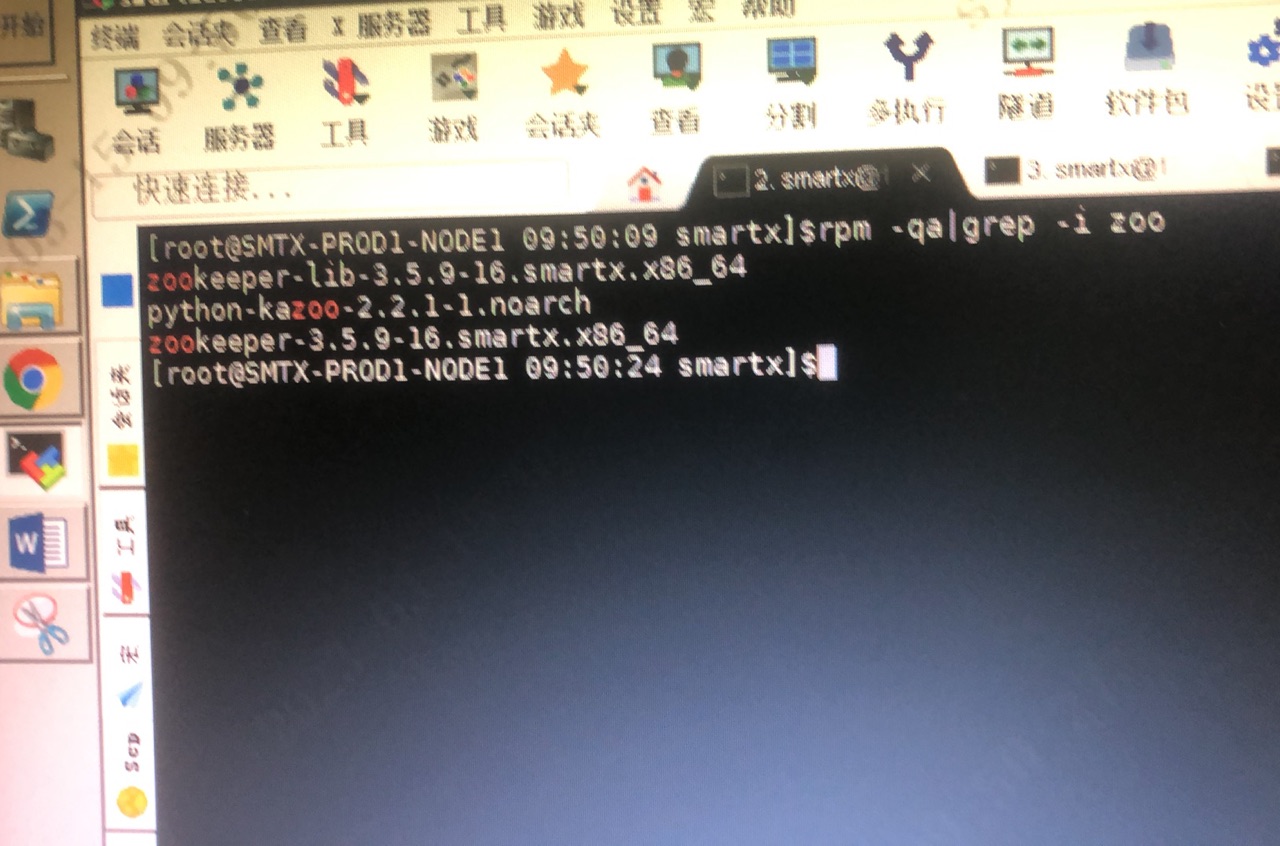 开始
终端 会话夹 查看 X 服务器 工具 游戏 设置 宏 帮助
会话 服务器 工具 游戏 会话夹 查看 分割 多执行 隧道 软件包
快速连接...
2. smartx@
3. smartx@
[root@SMTX-PROD1-NODE1 09:50:09 smartx]$rpm -qa|grep -i zoo
zookeeper-lib-3.5.9-16.smartx.x86_64
python-kazoo-2.2.1-1.noarch
zookeeper-3.5.9-16.smartx.x86_64
[root@SMTX-PROD1-NODE1 09:50:24 smartx]$
会话夹
工具
宏
Scp